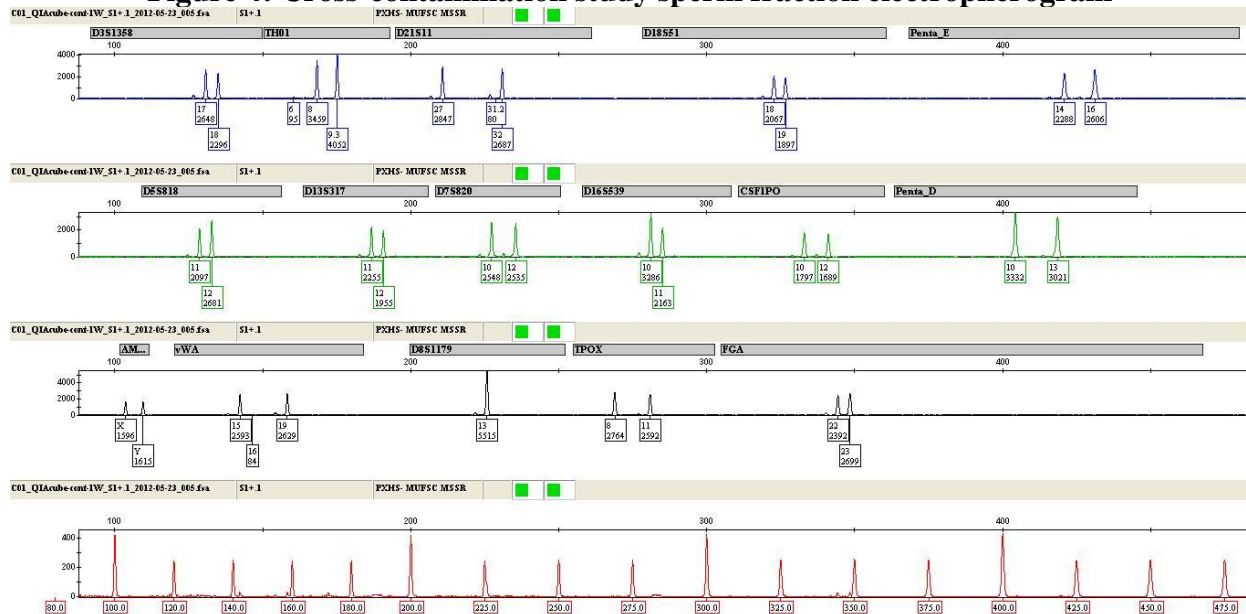 Figure 4: Cross-contamination study sperm fraction electropherogram
C01_QIAcube-cont-1W_S1+.1_2012-05-23_005.fsa S1+.1 PXHS- MUFSC MSSR
D3S1358 TH01 D21S11 D18S51 Penta_E
100 200 300 400
4000
2000
0
17 6 8 27 31.2 18 14 16
2648 95 3459 2847 80 2067 2288 2606
18 9.3 32 19
2296 4052 2687 1897
C01_QIAcube-cont-1W_S1+.1_2012-05-23_005.fsa S1+.1 PXHS- MUFSC MSSR
D5S818 D13S317 D7S820 D16S539 CSF1PO Penta_D
100 200 300 400
2000
0
11 11 10 12 10 10 12 10 13
2097 2255 2548 2535 3286 1797 1689 3332 3021
12 12 11
2681 1955 2163
C01_QIAcube-cont-1W_S1+.1_2012-05-23_005.fsa S1+.1 PXHS- MUFSC MSSR
AM... vWA D8S1179 TPOX FGA
100 200 300 400
4000
2000
0
X 15 19 13 8 11 22
1596 2593 2629 5515 2764 2592 2392
Y 16 23
1615 84 2699
C01_QIAcube-cont-1W_S1+.1_2012-05-23_005.fsa S1+.1 PXHS- MUFSC MSSR
100 200 300 400
400
200
0
80.0 100.0 120.0 140.0 160.0 180.0 200.0 225.0 250.0 275.0 300.0 325.0 350.0 375.0 400.0 425.0 450.0 475.0